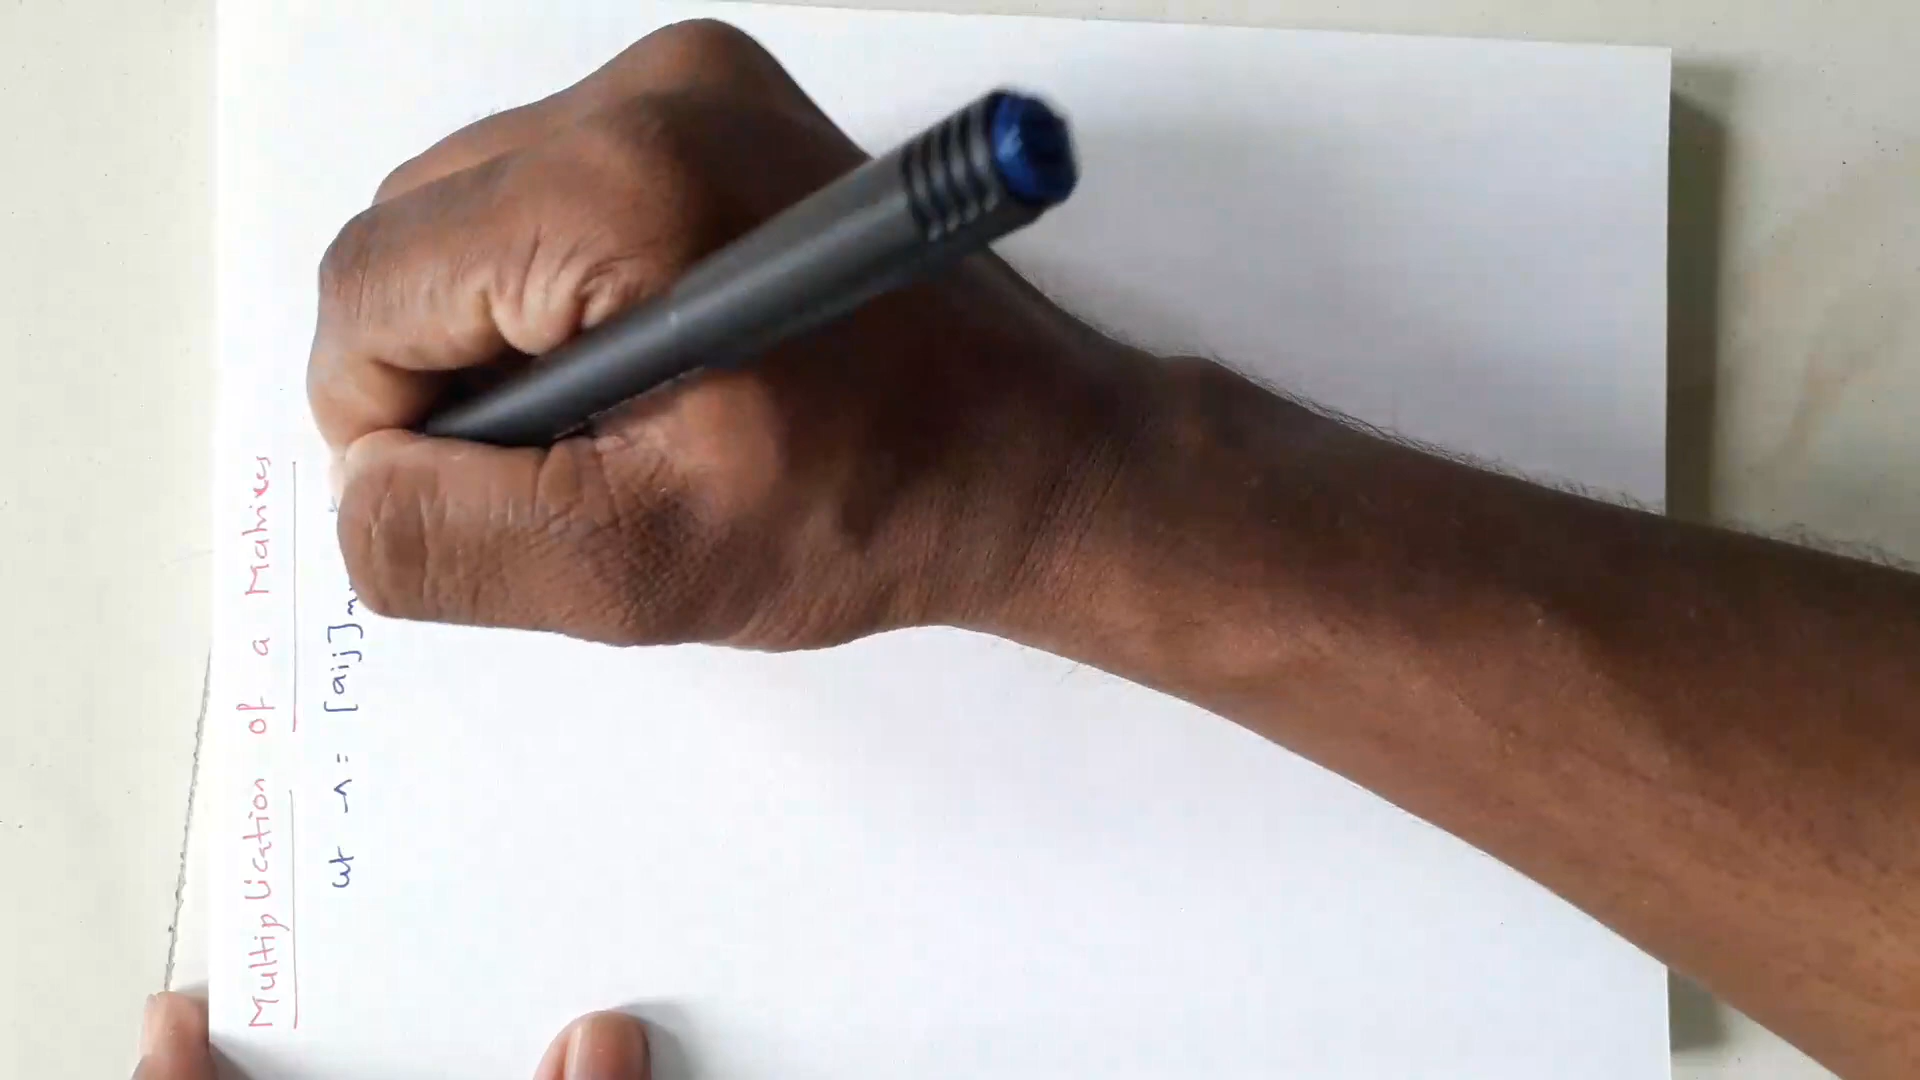 Multiplication of a Matrices
Let A = [aij]m